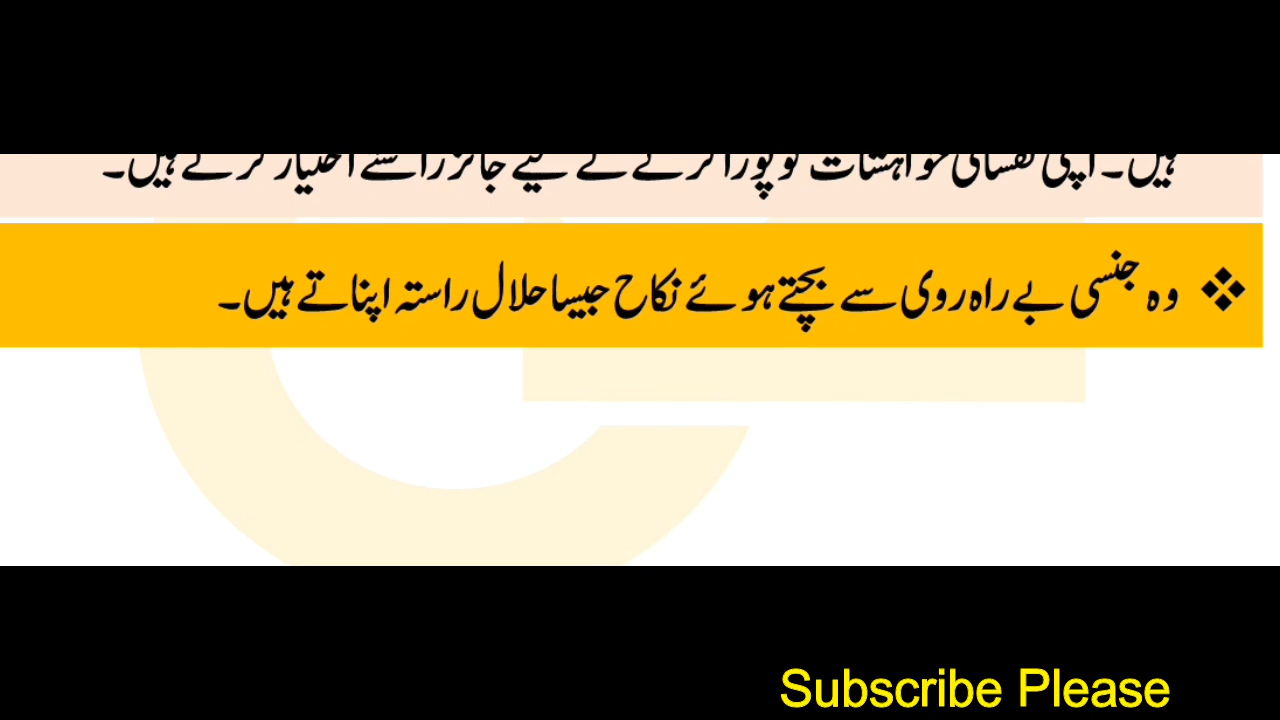 ہیں۔ اپنی نفسانی خواہشات کو پورا کرنے کے لیے جائز راستے اختیار کرتے ہیں۔
❖ وہ جنسی بے راہ روی سے بچتے ہوئے نکاح جیسا حلال راستہ اپناتے ہیں۔
Subscribe Please